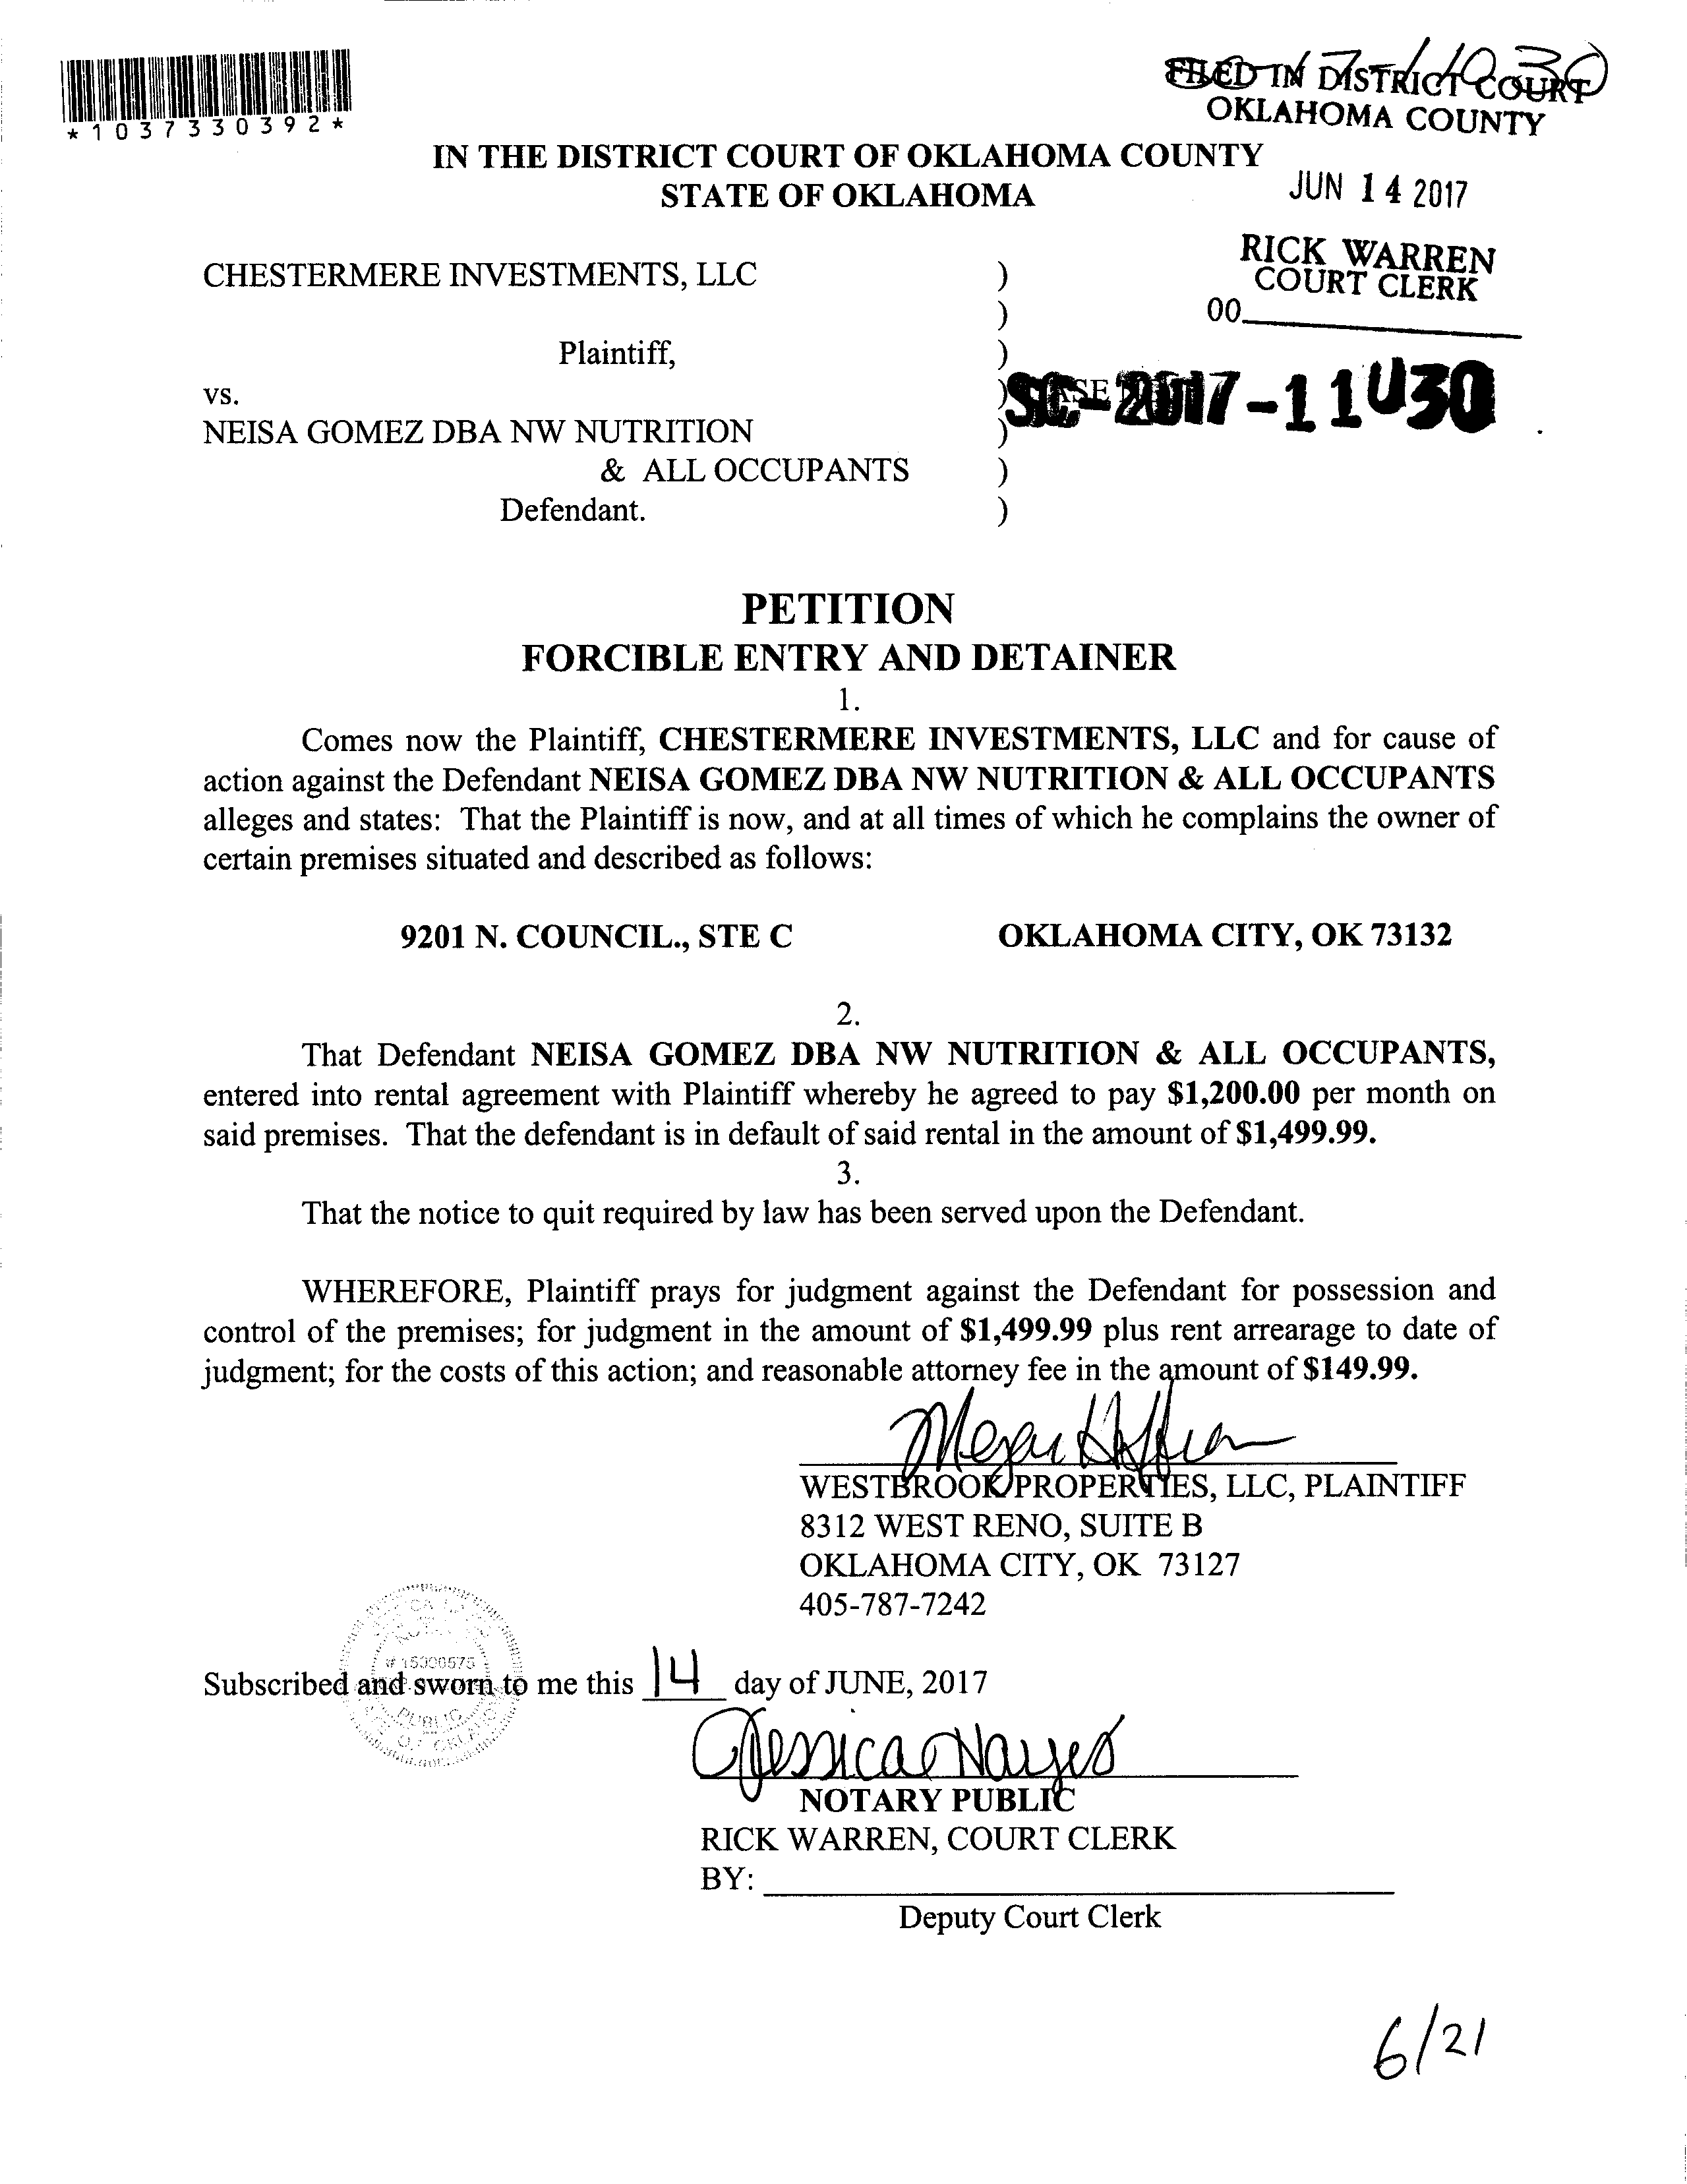 *1037330392*
FILED IN DISTRICT COURT
OKLAHOMA COUNTY
IN THE DISTRICT COURT OF OKLAHOMA COUNTY
STATE OF OKLAHOMA
JUN 14 2017
RICK WARREN
COURT CLERK
00
CHESTERMERE INVESTMENTS, LLC )
)
Plaintiff, )
vs. ) SC-2017-11030
NEISA GOMEZ DBA NW NUTRITION )
& ALL OCCUPANTS )
Defendant. )
PETITION
FORCIBLE ENTRY AND DETAINER
1.
Comes now the Plaintiff, CHESTERMERE INVESTMENTS, LLC and for cause of
action against the Defendant NEISA GOMEZ DBA NW NUTRITION & ALL OCCUPANTS
alleges and states: That the Plaintiff is now, and at all times of which he complains the owner of
certain premises situated and described as follows:
9201 N. COUNCIL., STE C OKLAHOMA CITY, OK 73132
2.
That Defendant NEISA GOMEZ DBA NW NUTRITION & ALL OCCUPANTS,
entered into rental agreement with Plaintiff whereby he agreed to pay $1,200.00 per month on
said premises. That the defendant is in default of said rental in the amount of $1,499.99.
3.
That the notice to quit required by law has been served upon the Defendant.
WHEREFORE, Plaintiff prays for judgment against the Defendant for possession and
control of the premises; for judgment in the amount of $1,499.99 plus rent arrearage to date of
judgment; for the costs of this action; and reasonable attorney fee in the amount of $149.99.
WESTBROOK PROPERTIES, LLC, PLAINTIFF
8312 WEST RENO, SUITE B
OKLAHOMA CITY, OK 73127
405-787-7242
# 15000575
PUBLIC
Subscribed and sworn to me this 14 day of JUNE, 2017
Jessica Hayes
NOTARY PUBLIC
RICK WARREN, COURT CLERK
BY:
Deputy Court Clerk
6/21